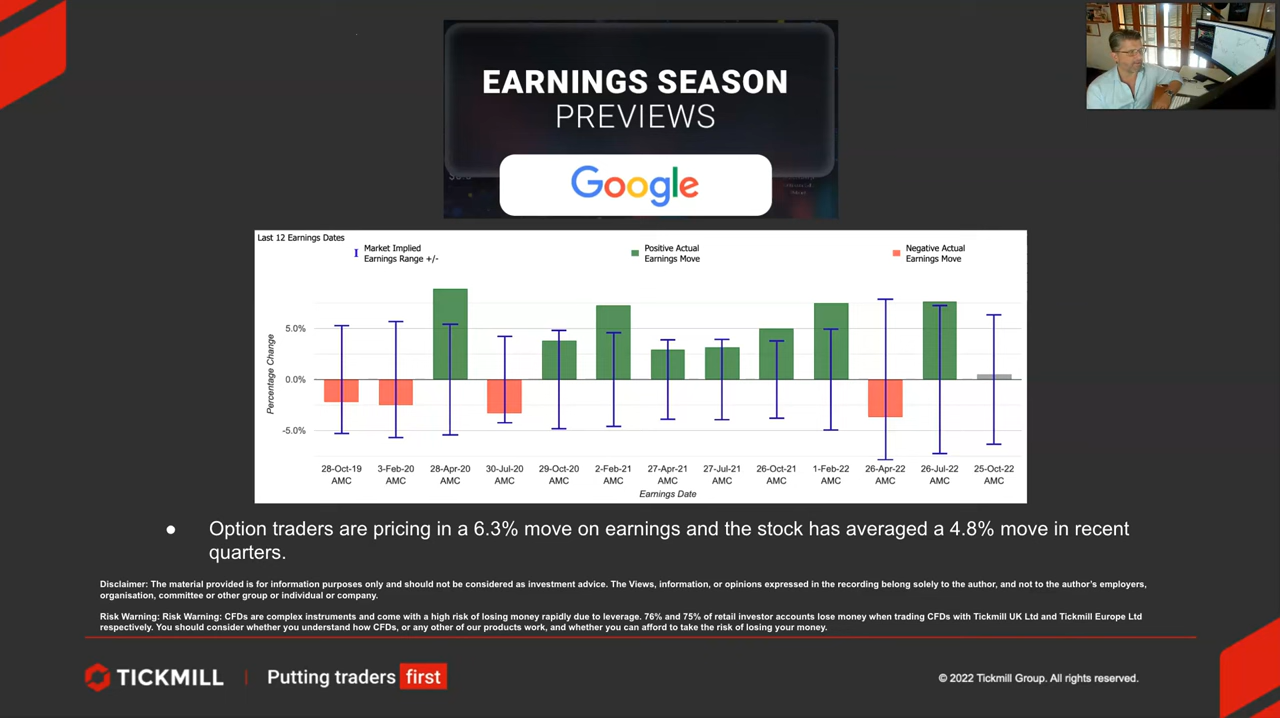 EARNINGS SEASON
PREVIEWS
Google
Last 12 Earnings Dates
Market Implied
Earnings Range +/-
Positive Actual
Earnings Move
Negative Actual
Earnings Move
Percentage Change
5.0%
0.0%
-5.0%
28-Oct-19 3-Feb-20 28-Apr-20 30-Jul-20 29-Oct-20 2-Feb-21 27-Apr-21 27-Jul-21 26-Oct-21 1-Feb-22 26-Apr-22 26-Jul-22 25-Oct-22
AMC AMC AMC AMC AMC AMC AMC AMC AMC AMC AMC AMC AMC
Earnings Date
● Option traders are pricing in a 6.3% move on earnings and the stock has averaged a 4.8% move in recent
quarters.
Disclaimer: The material provided is for information purposes only and should not be considered as investment advice. The Views, information, or opinions expressed in the recording belong solely to the author, and not to the author's employers,
organisation, committee or other group or individual or company.
Risk Warning: Risk Warning: CFDs are complex instruments and come with a high risk of losing money rapidly due to leverage. 76% and 75% of retail investor accounts lose money when trading CFDs with Tickmill UK Ltd and Tickmill Europe Ltd
respectively. You should consider whether you understand how CFDs, or any other of our products work, and whether you can afford to take the risk of losing your money.
TICKMILL | Putting traders first
© 2022 Tickmill Group. All rights reserved.